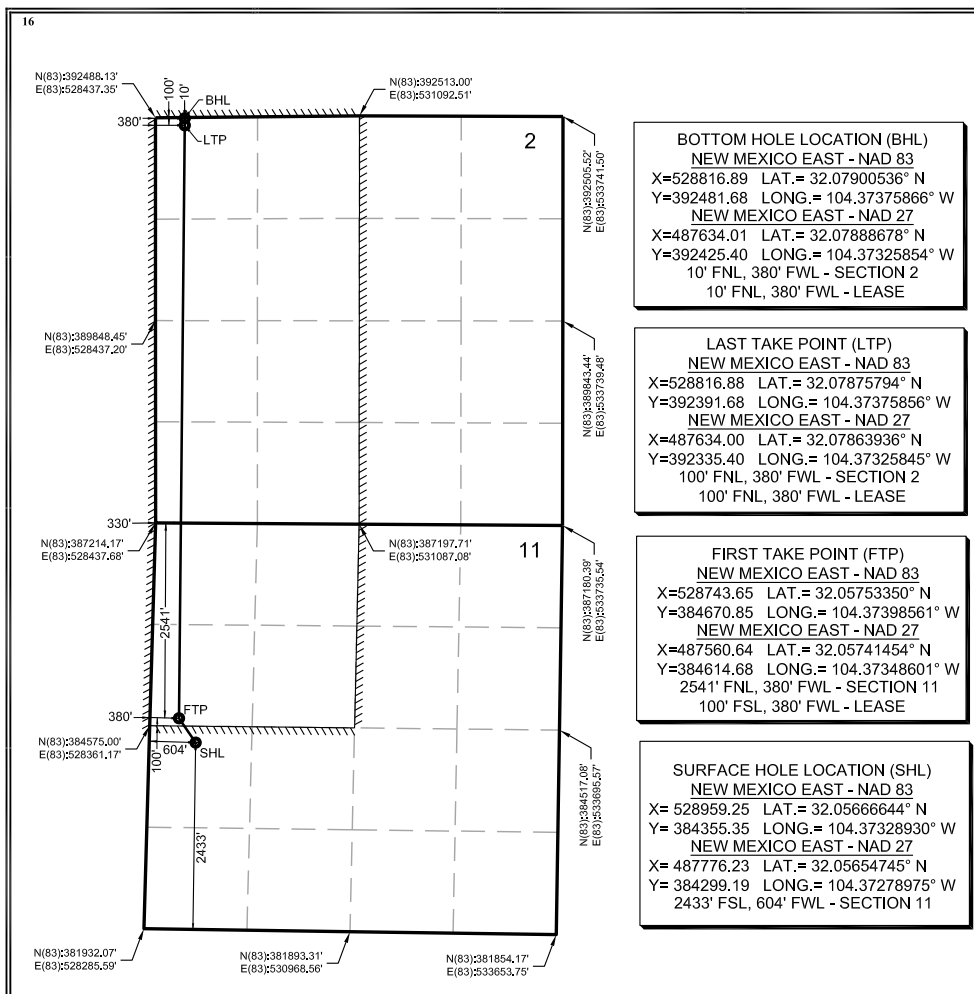 16
N(83):392488.13'
E(83):528437.35'
100'
10'
BHL
N(83):392513.00'
E(83):531092.51'
380'
LTP
2
N(83):392505.52'
E(83):533741.50'
N(83):389848.45'
E(83):528437.20'
N(83):389843.44'
E(83):533739.48'
330'
N(83):387214.17'
E(83):528437.68'
N(83):387197.71'
E(83):531087.08'
11
N(83):387180.39'
E(83):533735.54'
2541'
FTP
380'
N(83):384575.00'
E(83):528361.17'
100'
604'
SHL
N(83):384517.08'
E(83):533695.57'
2433'
N(83):381932.07'
E(83):528285.59'
N(83):381893.31'
E(83):530968.56'
N(83):381854.17'
E(83):533653.75'
BOTTOM HOLE LOCATION (BHL)
NEW MEXICO EAST - NAD 83
X=528816.89 LAT.= 32.07900536° N
Y=392481.68 LONG.= 104.37375866° W
NEW MEXICO EAST - NAD 27
X=487634.01 LAT.= 32.07888678° N
Y=392425.40 LONG.= 104.37325854° W
10' FNL, 380' FWL - SECTION 2
10' FNL, 380' FWL - LEASE
LAST TAKE POINT (LTP)
NEW MEXICO EAST - NAD 83
X=528816.88 LAT.= 32.07875794° N
Y=392391.68 LONG.= 104.37375856° W
NEW MEXICO EAST - NAD 27
X=487634.00 LAT.= 32.07863936° N
Y=392335.40 LONG.= 104.37325845° W
100' FNL, 380' FWL - SECTION 2
100' FNL, 380' FWL - LEASE
FIRST TAKE POINT (FTP)
NEW MEXICO EAST - NAD 83
X=528743.65 LAT.= 32.05753350° N
Y=384670.85 LONG.= 104.37398561° W
NEW MEXICO EAST - NAD 27
X=487560.64 LAT.= 32.05741454° N
Y=384614.68 LONG.= 104.37348601° W
2541' FNL, 380' FWL - SECTION 11
100' FSL, 380' FWL - LEASE
SURFACE HOLE LOCATION (SHL)
NEW MEXICO EAST - NAD 83
X= 528959.25 LAT.= 32.05666644° N
Y= 384355.35 LONG.= 104.37328930° W
NEW MEXICO EAST - NAD 27
X= 487776.23 LAT.= 32.05654745° N
Y= 384299.19 LONG.= 104.37278975° W
2433' FSL, 604' FWL - SECTION 11